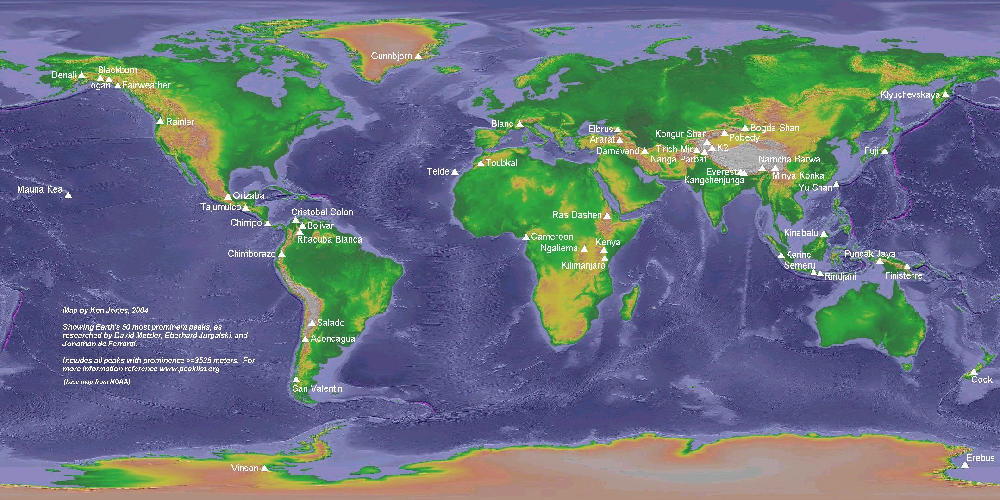 Gunnbjorn
Blackburn
Denali
Logan
Fairweather
Klyuchevskaya
Rainier
Blanc
Elbrus
Bogda Shan
Kongur Shan
Ararat
Pobedy
Damavand
Tirich Mir
K2
Fuji
Nanga Parbat
Namcha Barwa
Toubkal
Teide
Everest
Minya Konka
Kangchenjunga
Yu Shan
Mauna Kea
Orizaba
Tajumulco
Cristobal Colon
Ras Dashen
Chirripo
Bolivar
Kinabalu
Ritacuba Blanca
Cameroon
Kenya
Ngaliema
Chimborazo
Kerinci
Puncak Jaya
Kilimanjaro
Semeru
Rindjani
Finisterre
Map by Ken Jones, 2004
Showing Earth's 50 most prominent peaks, as
researched by David Metzler, Eberhard Jurgalski, and
Jonathan de Ferranti.
Includes all peaks with prominence >=3535 meters. For
more information reference www.peaklist.org
(base map from NOAA)
Salado
Aconcagua
San Valentin
Cook
Vinson
Erebus